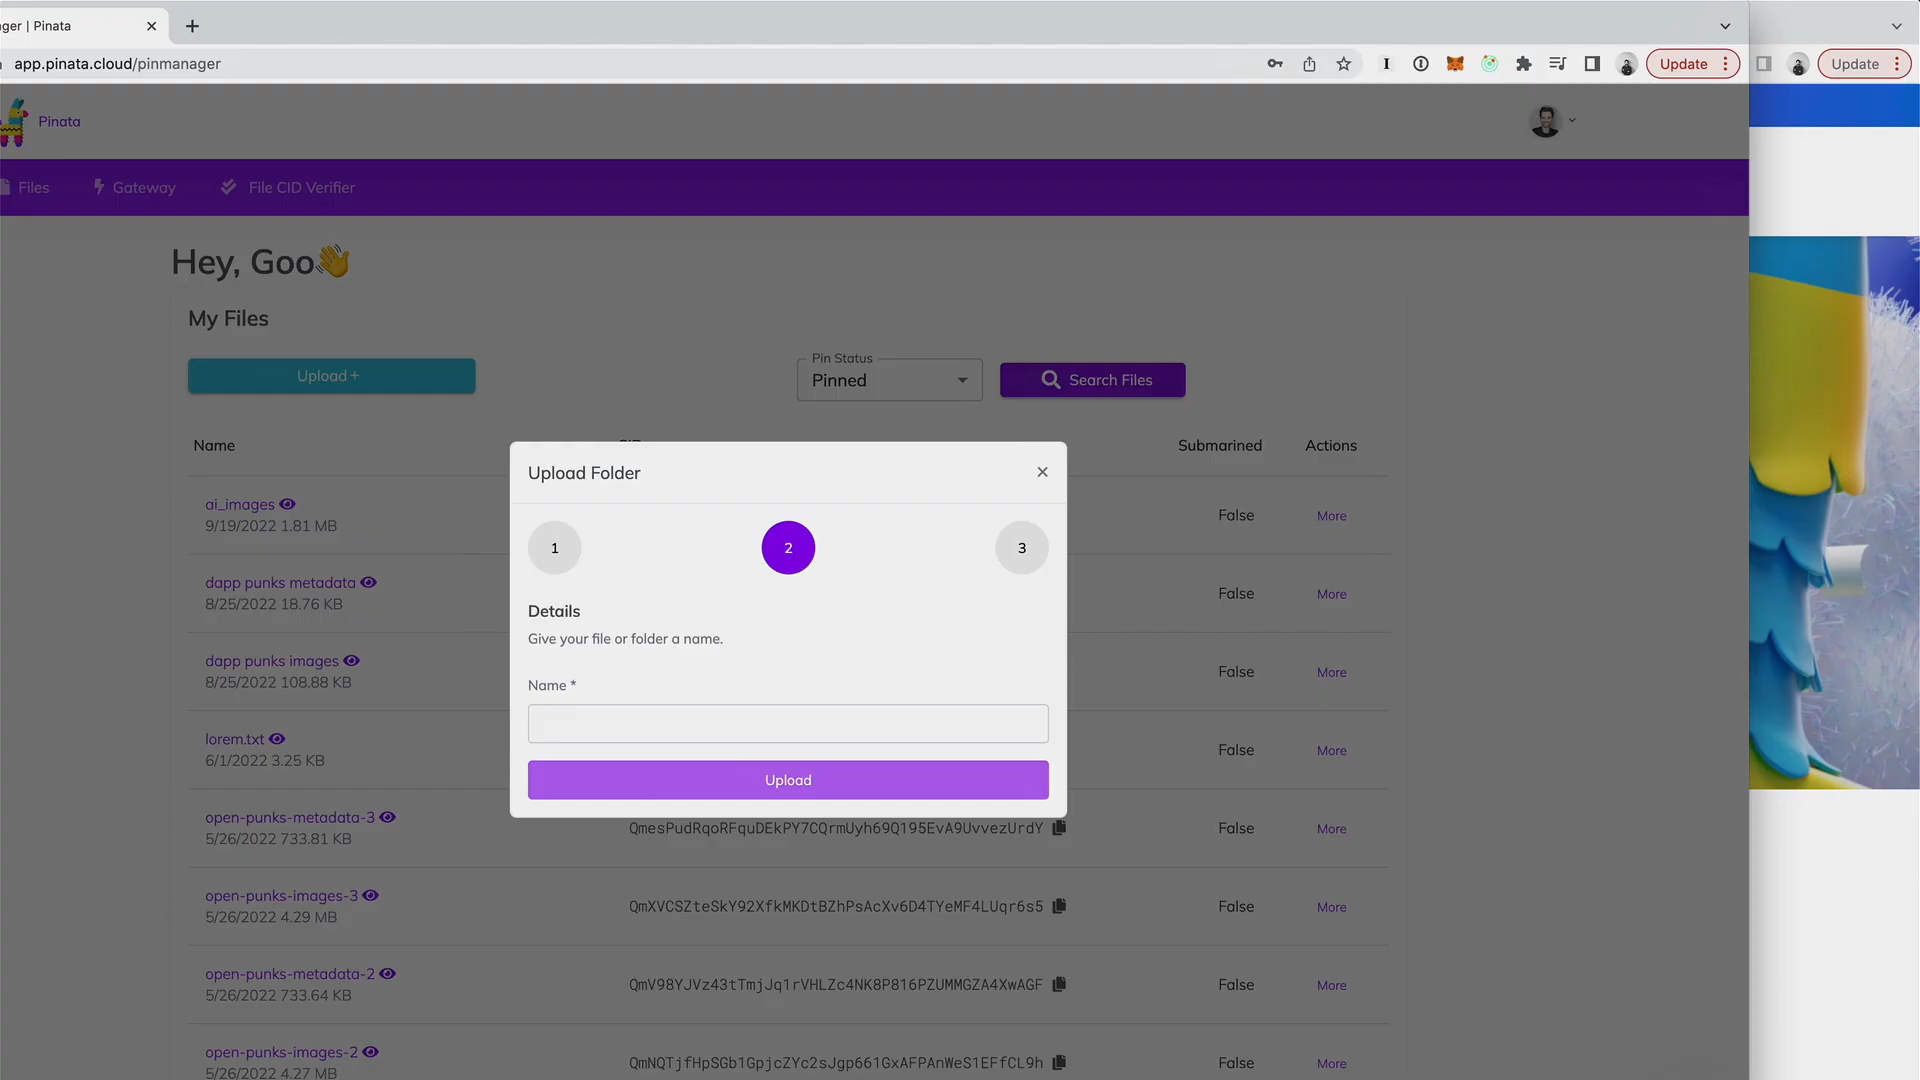 ger | Pinata
app.pinata.cloud/pinmanager
Update
Update
Pinata
Files
Gateway
File CID Verifier
Hey, Goo👋
My Files
Upload +
Pin Status
Pinned
Search Files
Name
Submarined
Actions
ai_images
9/19/2022 1.81 MB
False
More
dapp punks metadata
8/25/2022 18.76 KB
False
More
dapp punks images
8/25/2022 108.88 KB
False
More
lorem.txt
6/1/2022 3.25 KB
False
More
open-punks-metadata-3
5/26/2022 733.81 KB
QmesPudRqoRFquDEkPY7CQrmUyh69Q195EvA9UvvezUrdY
False
More
open-punks-images-3
5/26/2022 4.29 MB
QmXVCSZteSkY92XfkMKDtBZhPsAcXv6D4TYeMF4LUqr6s5
False
More
open-punks-metadata-2
5/26/2022 733.64 KB
QmV98YJVz43tTmjJq1rVHLZc4NK8P816PZUMMGZA4XwAGF
False
More
open-punks-images-2
5/26/2022 4.27 MB
QmNQTjfHpSGb1GpjcZYc2sJgp661GxAFPAnWeS1EFfCL9h
False
More
Upload Folder
1
2
3
Details
Give your file or folder a name.
Name *
Upload